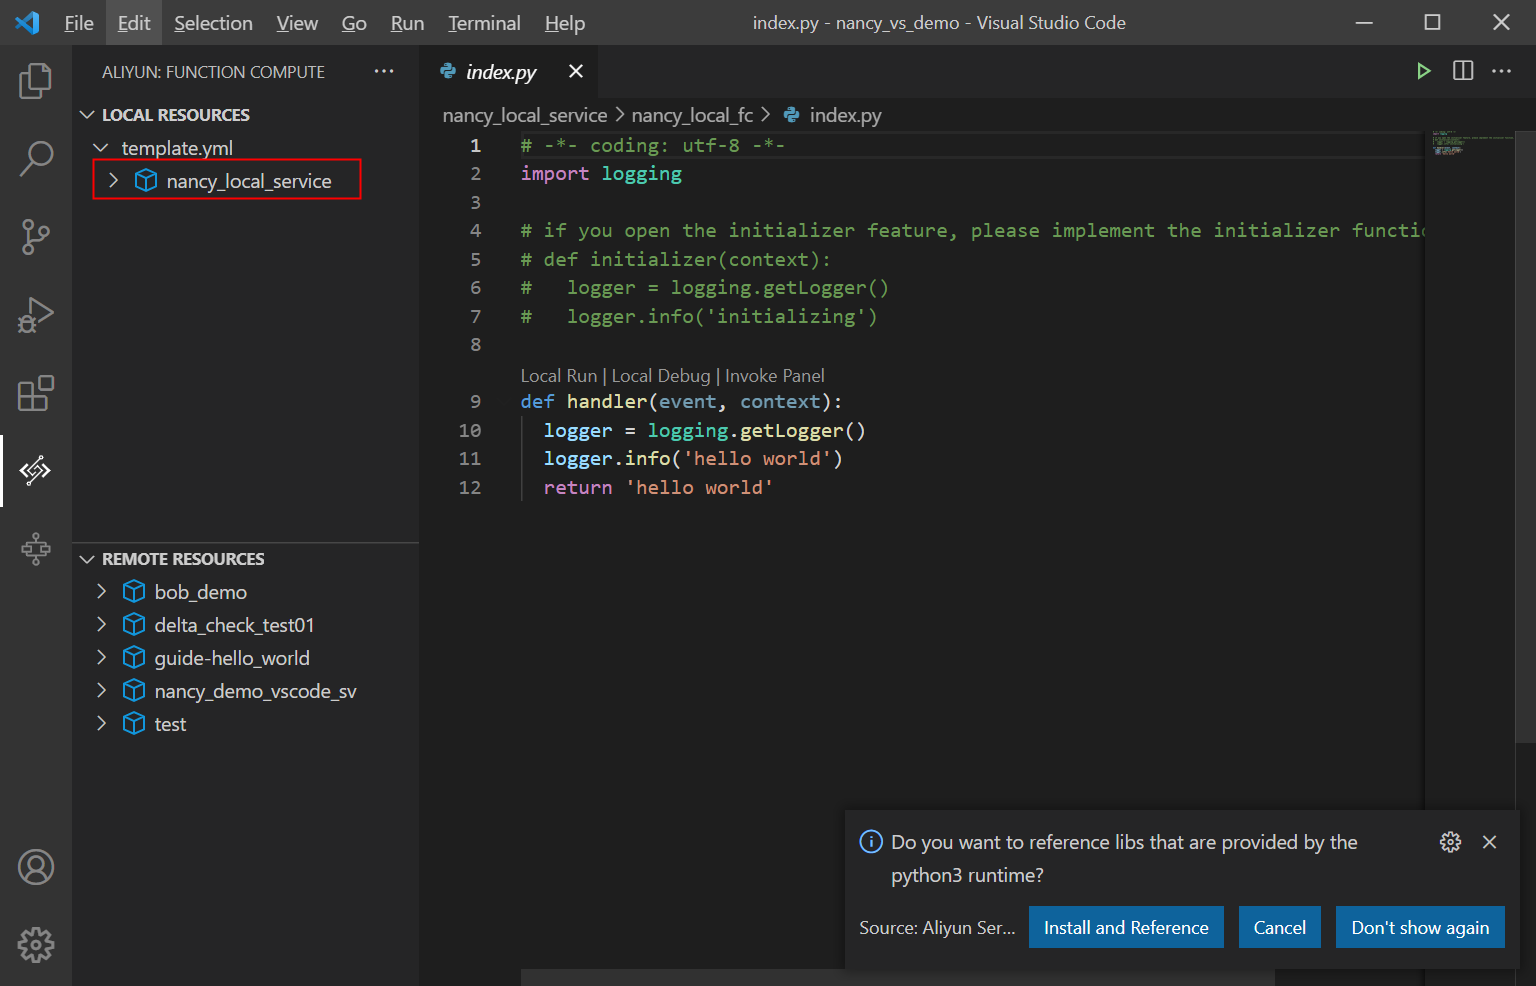 File Edit Selection View Go Run Terminal Help
index.py - nancy_vs_demo - Visual Studio Code
ALIYUN: FUNCTION COMPUTE
LOCAL RESOURCES
template.yml
nancy_local_service
REMOTE RESOURCES
bob_demo
delta_check_test01
guide-hello_world
nancy_demo_vscode_sv
test
index.py
nancy_local_service > nancy_local_fc > index.py
1 # -*- coding: utf-8 -*-
2 import logging
3
4 # if you open the initializer feature, please implement the initializer functi
5 # def initializer(context):
6 #   logger = logging.getLogger()
7 #   logger.info('initializing')
8
Local Run | Local Debug | Invoke Panel
9 def handler(event, context):
10   logger = logging.getLogger()
11   logger.info('hello world')
12   return 'hello world'
Do you want to reference libs that are provided by the
python3 runtime?
Source: Aliyun Ser...
Install and Reference
Cancel
Don't show again